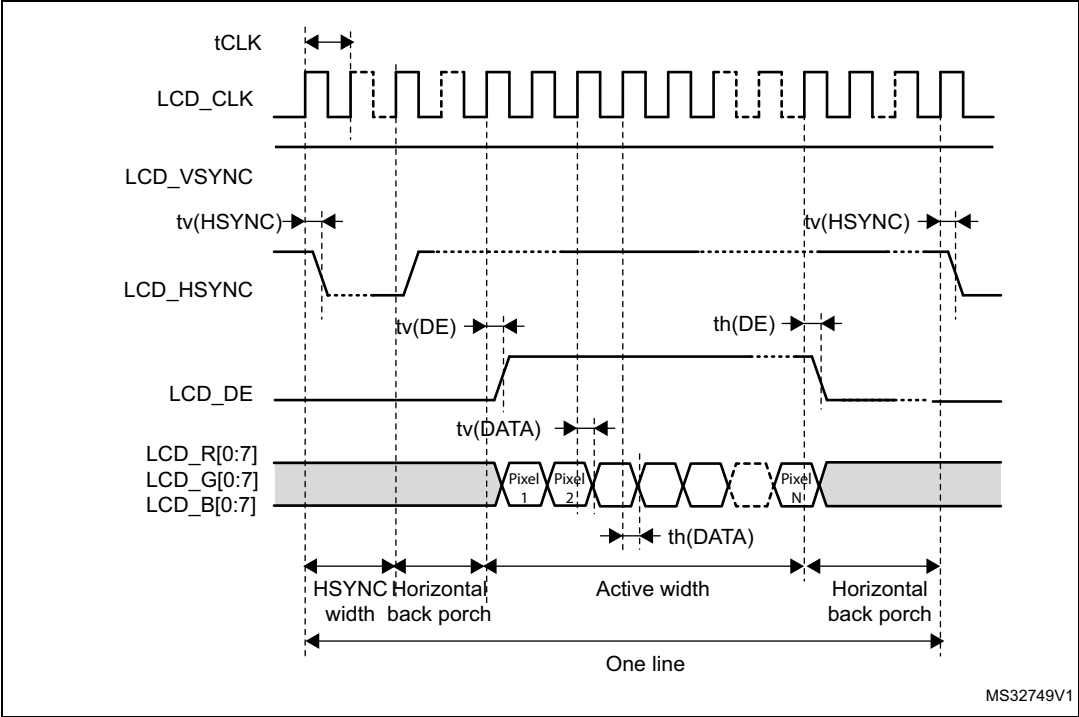 tCLK
LCD_CLK
LCD_VSYNC
tv(HSYNC)
tv(HSYNC)
LCD_HSYNC
tv(DE)
th(DE)
LCD_DE
tv(DATA)
LCD_R[0:7]
LCD_G[0:7]
LCD_B[0:7]
Pixel
1
Pixel
2
Pixel
N
th(DATA)
HSYNC
width
Horizontal
back porch
Active width
Horizontal
back porch
One line
MS32749V1